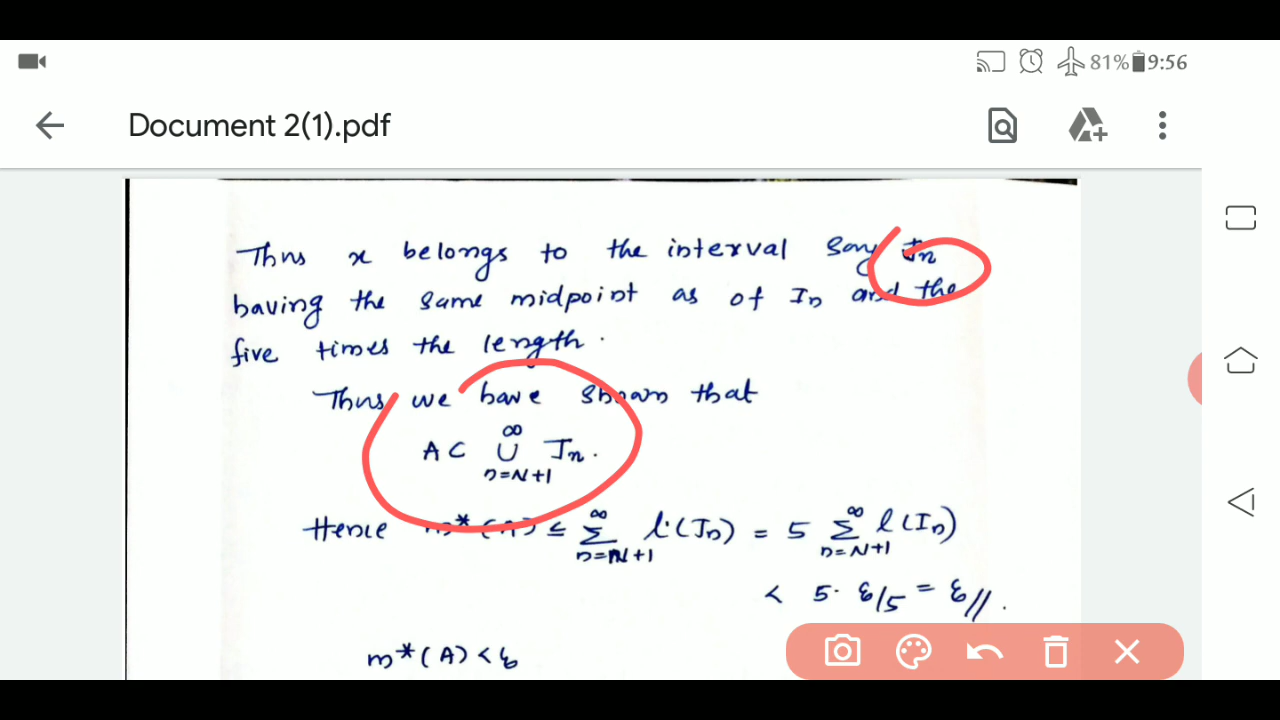 81% 9:56
Document 2(1).pdf
Thus x belongs to the interval say Jn
having the same midpoint as of In and the
five times the length.
Thus we have shown that
A ⊂ ∞∪n=N+1 Jn.
Hence m*(A) ≤ ∞∑n=N+1 l(Jn) = 5 ∞∑n=N+1 l(In)
< 5· ε/5 = ε//.
m*(A) < ε